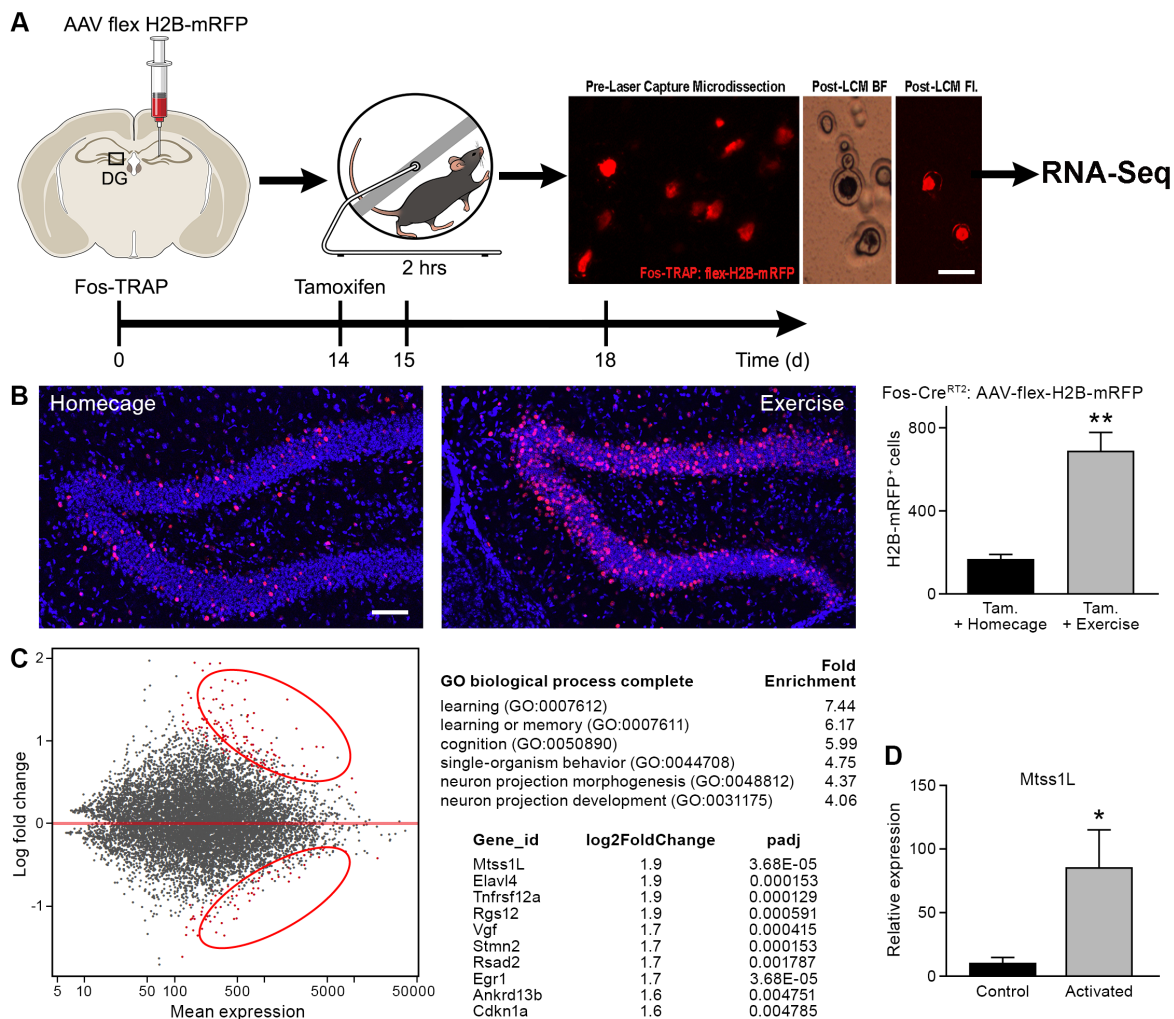 A
AAV flex H2B-mRFP
DG
2 hrs
Pre-Laser Capture Microdissection
Post-LCM BF
Post-LCM Fl.
Fos-TRAP: flex-H2B-mRFP
RNA-Seq
Fos-TRAP
Tamoxifen
0
14
15
18
Time (d)
B
Homecage
Exercise
Fos-CreRT2: AAV-flex-H2B-mRFP
H2B-mRFP+ cells
800
400
0
**
Tam. + Homecage
Tam. + Exercise
C
Log fold change
2
1
0
-1
5 10 50 100 500 5000 50000
Mean expression
GO biological process complete Fold Enrichment
learning (GO:0007612) 7.44
learning or memory (GO:0007611) 6.17
cognition (GO:0050890) 5.99
single-organism behavior (GO:0044708) 4.75
neuron projection morphogenesis (GO:0048812) 4.37
neuron projection development (GO:0031175) 4.06
Gene_id log2FoldChange padj
Mtss1L 1.9 3.68E-05
Elavl4 1.9 0.000153
Tnfrsf12a 1.9 0.000129
Rgs12 1.9 0.000591
Vgf 1.7 0.000415
Stmn2 1.7 0.000153
Rsad2 1.7 0.001787
Egr1 1.7 3.68E-05
Ankrd13b 1.6 0.004751
Cdkn1a 1.6 0.004785
D
Mtss1L
Relative expression
150
100
50
0
*
Control
Activated